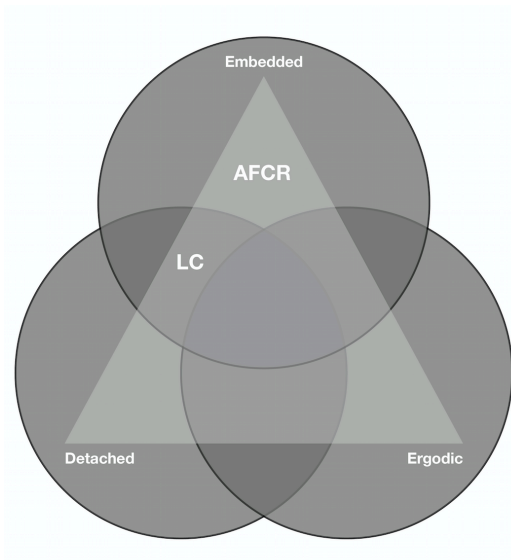 Embedded
AFCR
LC
Detached
Ergodic